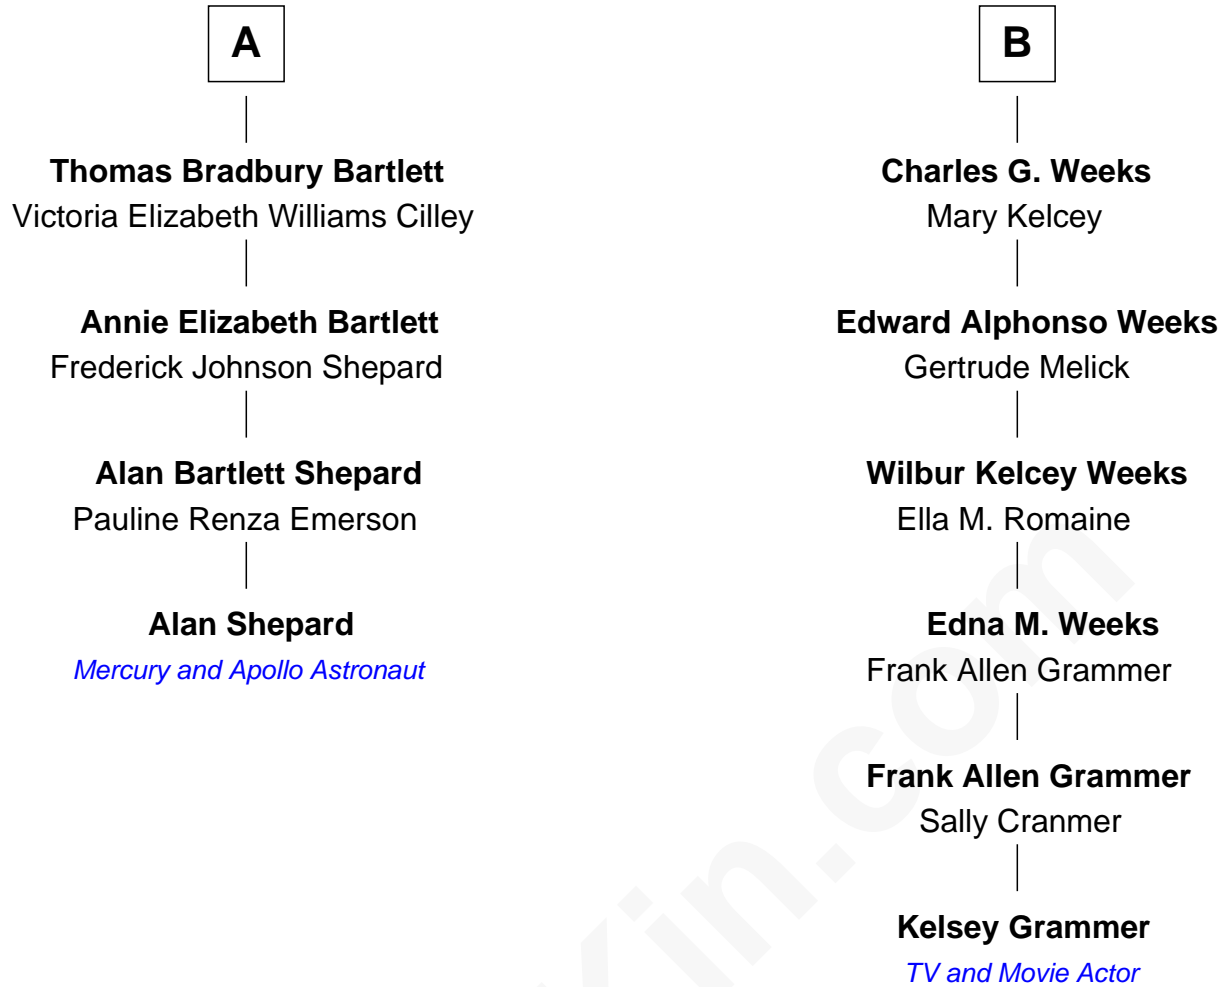 A
Thomas Bradbury Bartlett
Victoria Elizabeth Williams Cilley
Annie Elizabeth Bartlett
Frederick Johnson Shepard
Alan Bartlett Shepard
Pauline Renza Emerson
Alan Shepard
Mercury and Apollo Astronaut
B
Charles G. Weeks
Mary Kelcey
Edward Alphonso Weeks
Gertrude Melick
Wilbur Kelcey Weeks
Ella M. Romaine
Edna M. Weeks
Frank Allen Grammer
Frank Allen Grammer
Sally Cranmer
Kelsey Grammer
TV and Movie Actor
Kin.com